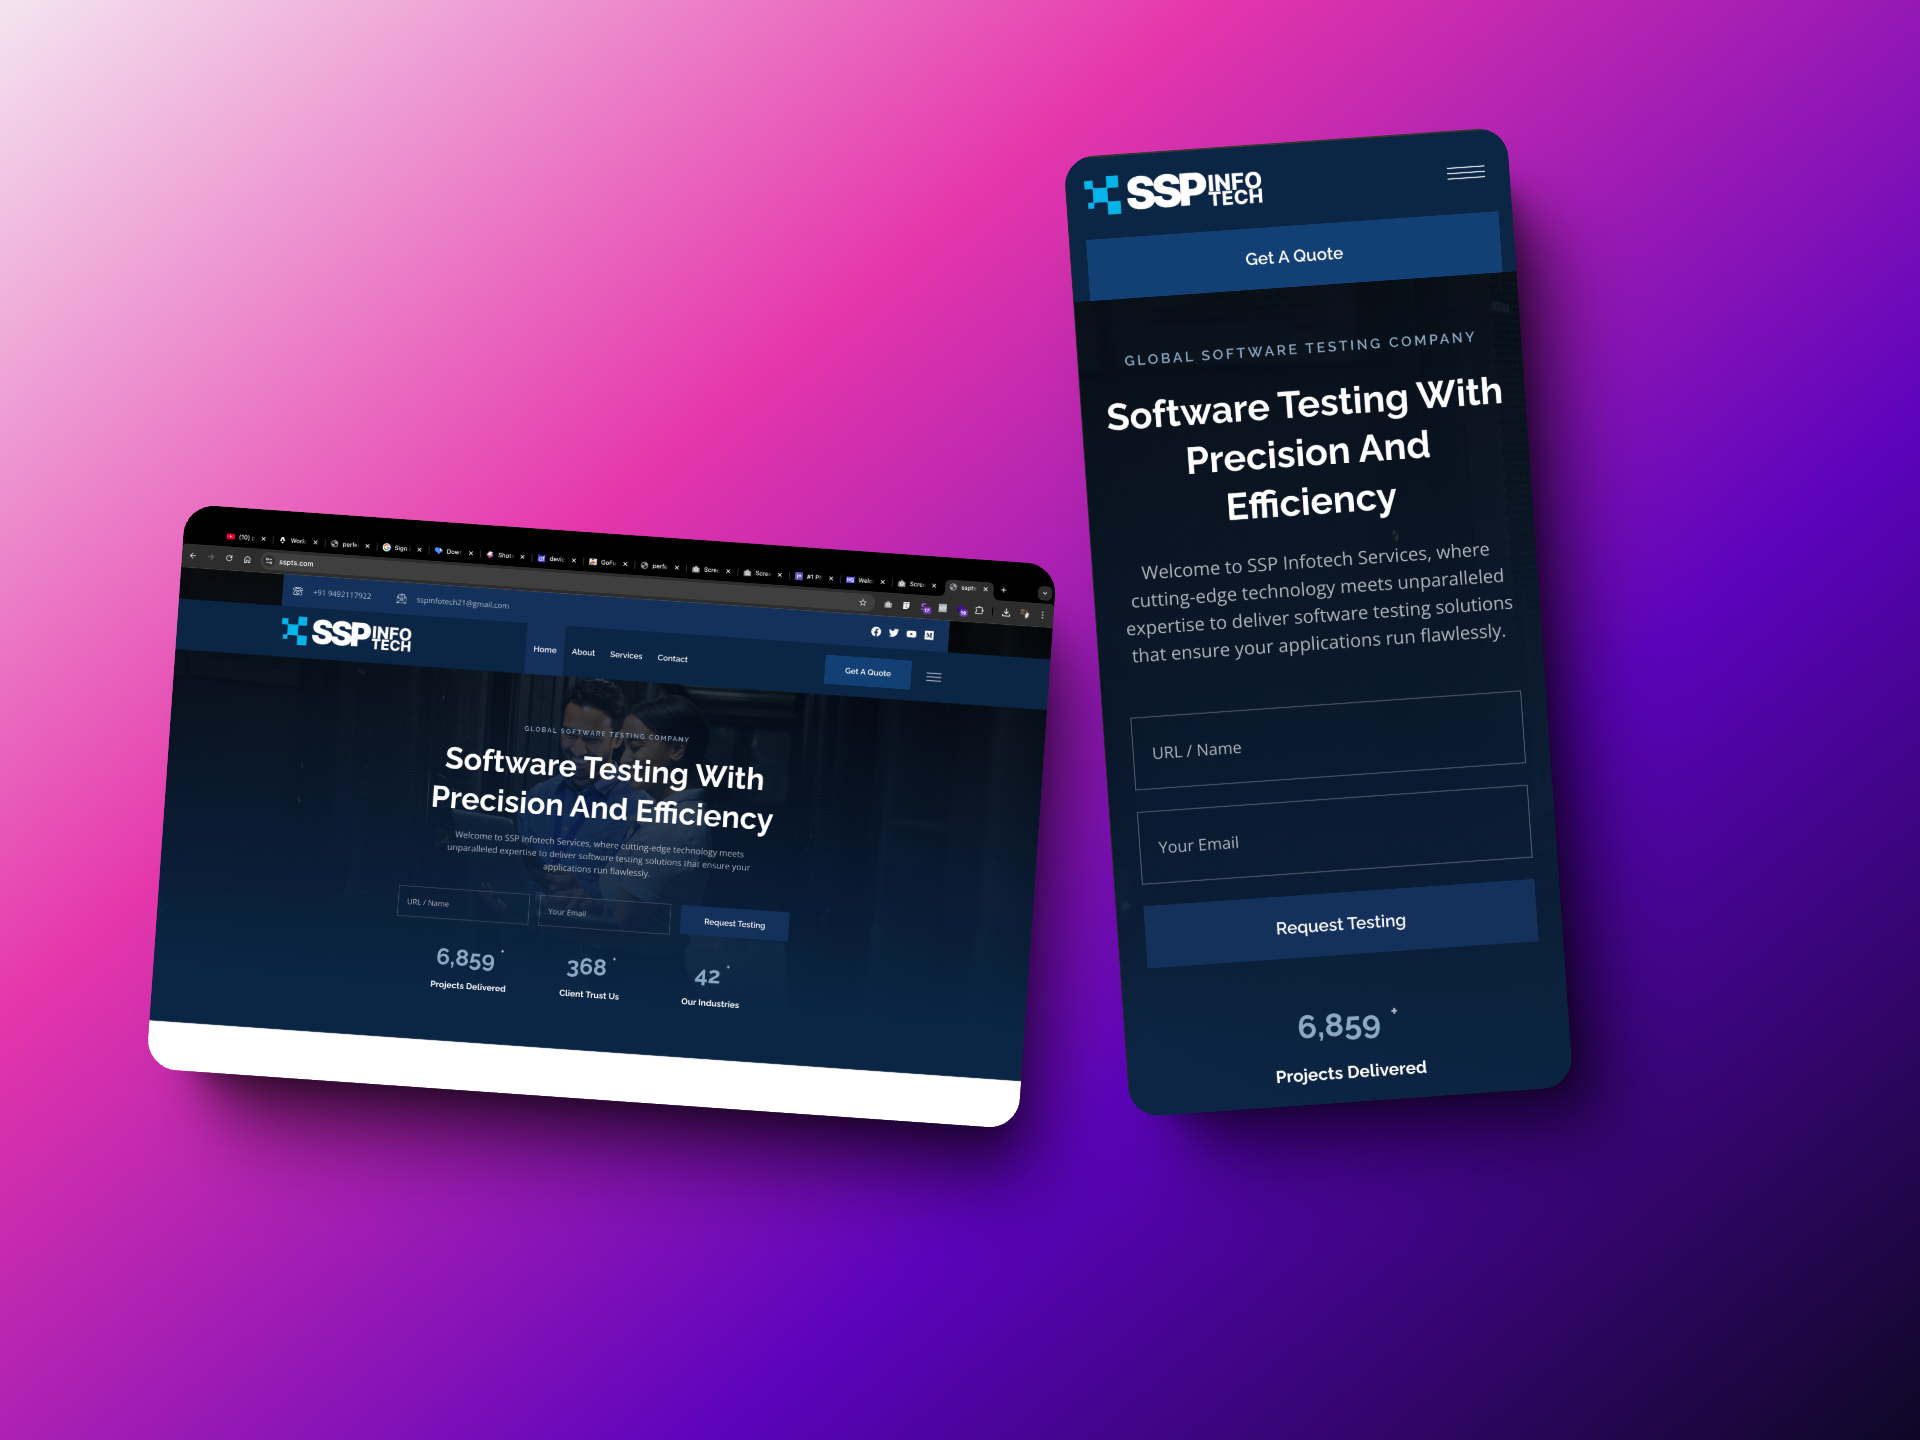 (10) p
Work
perfe
Sign
Dow
Shot
devic
GoFu
perfe
Scree
Scree
#1 Pl
Welc
Scree
sspts
sspts.com
+91 9492117922
sspinfotech21@gmail.com
SSP INFO
TECH
Home
About
Services
Contact
Get A Quote
GLOBAL SOFTWARE TESTING COMPANY
Software Testing With
Precision And Efficiency
Welcome to SSP Infotech Services, where cutting-edge technology meets
unparalleled expertise to deliver software testing solutions that ensure your
applications run flawlessly.
URL / Name
Your Email
Request Testing
6,859 +
Projects Delivered
368 +
Client Trust Us
42 +
Our Industries
SSP INFO
TECH
Get A Quote
GLOBAL SOFTWARE TESTING COMPANY
Software Testing With
Precision And
Efficiency
Welcome to SSP Infotech Services, where
cutting-edge technology meets unparalleled
expertise to deliver software testing solutions
that ensure your applications run flawlessly.
URL / Name
Your Email
Request Testing
6,859 +
Projects Delivered